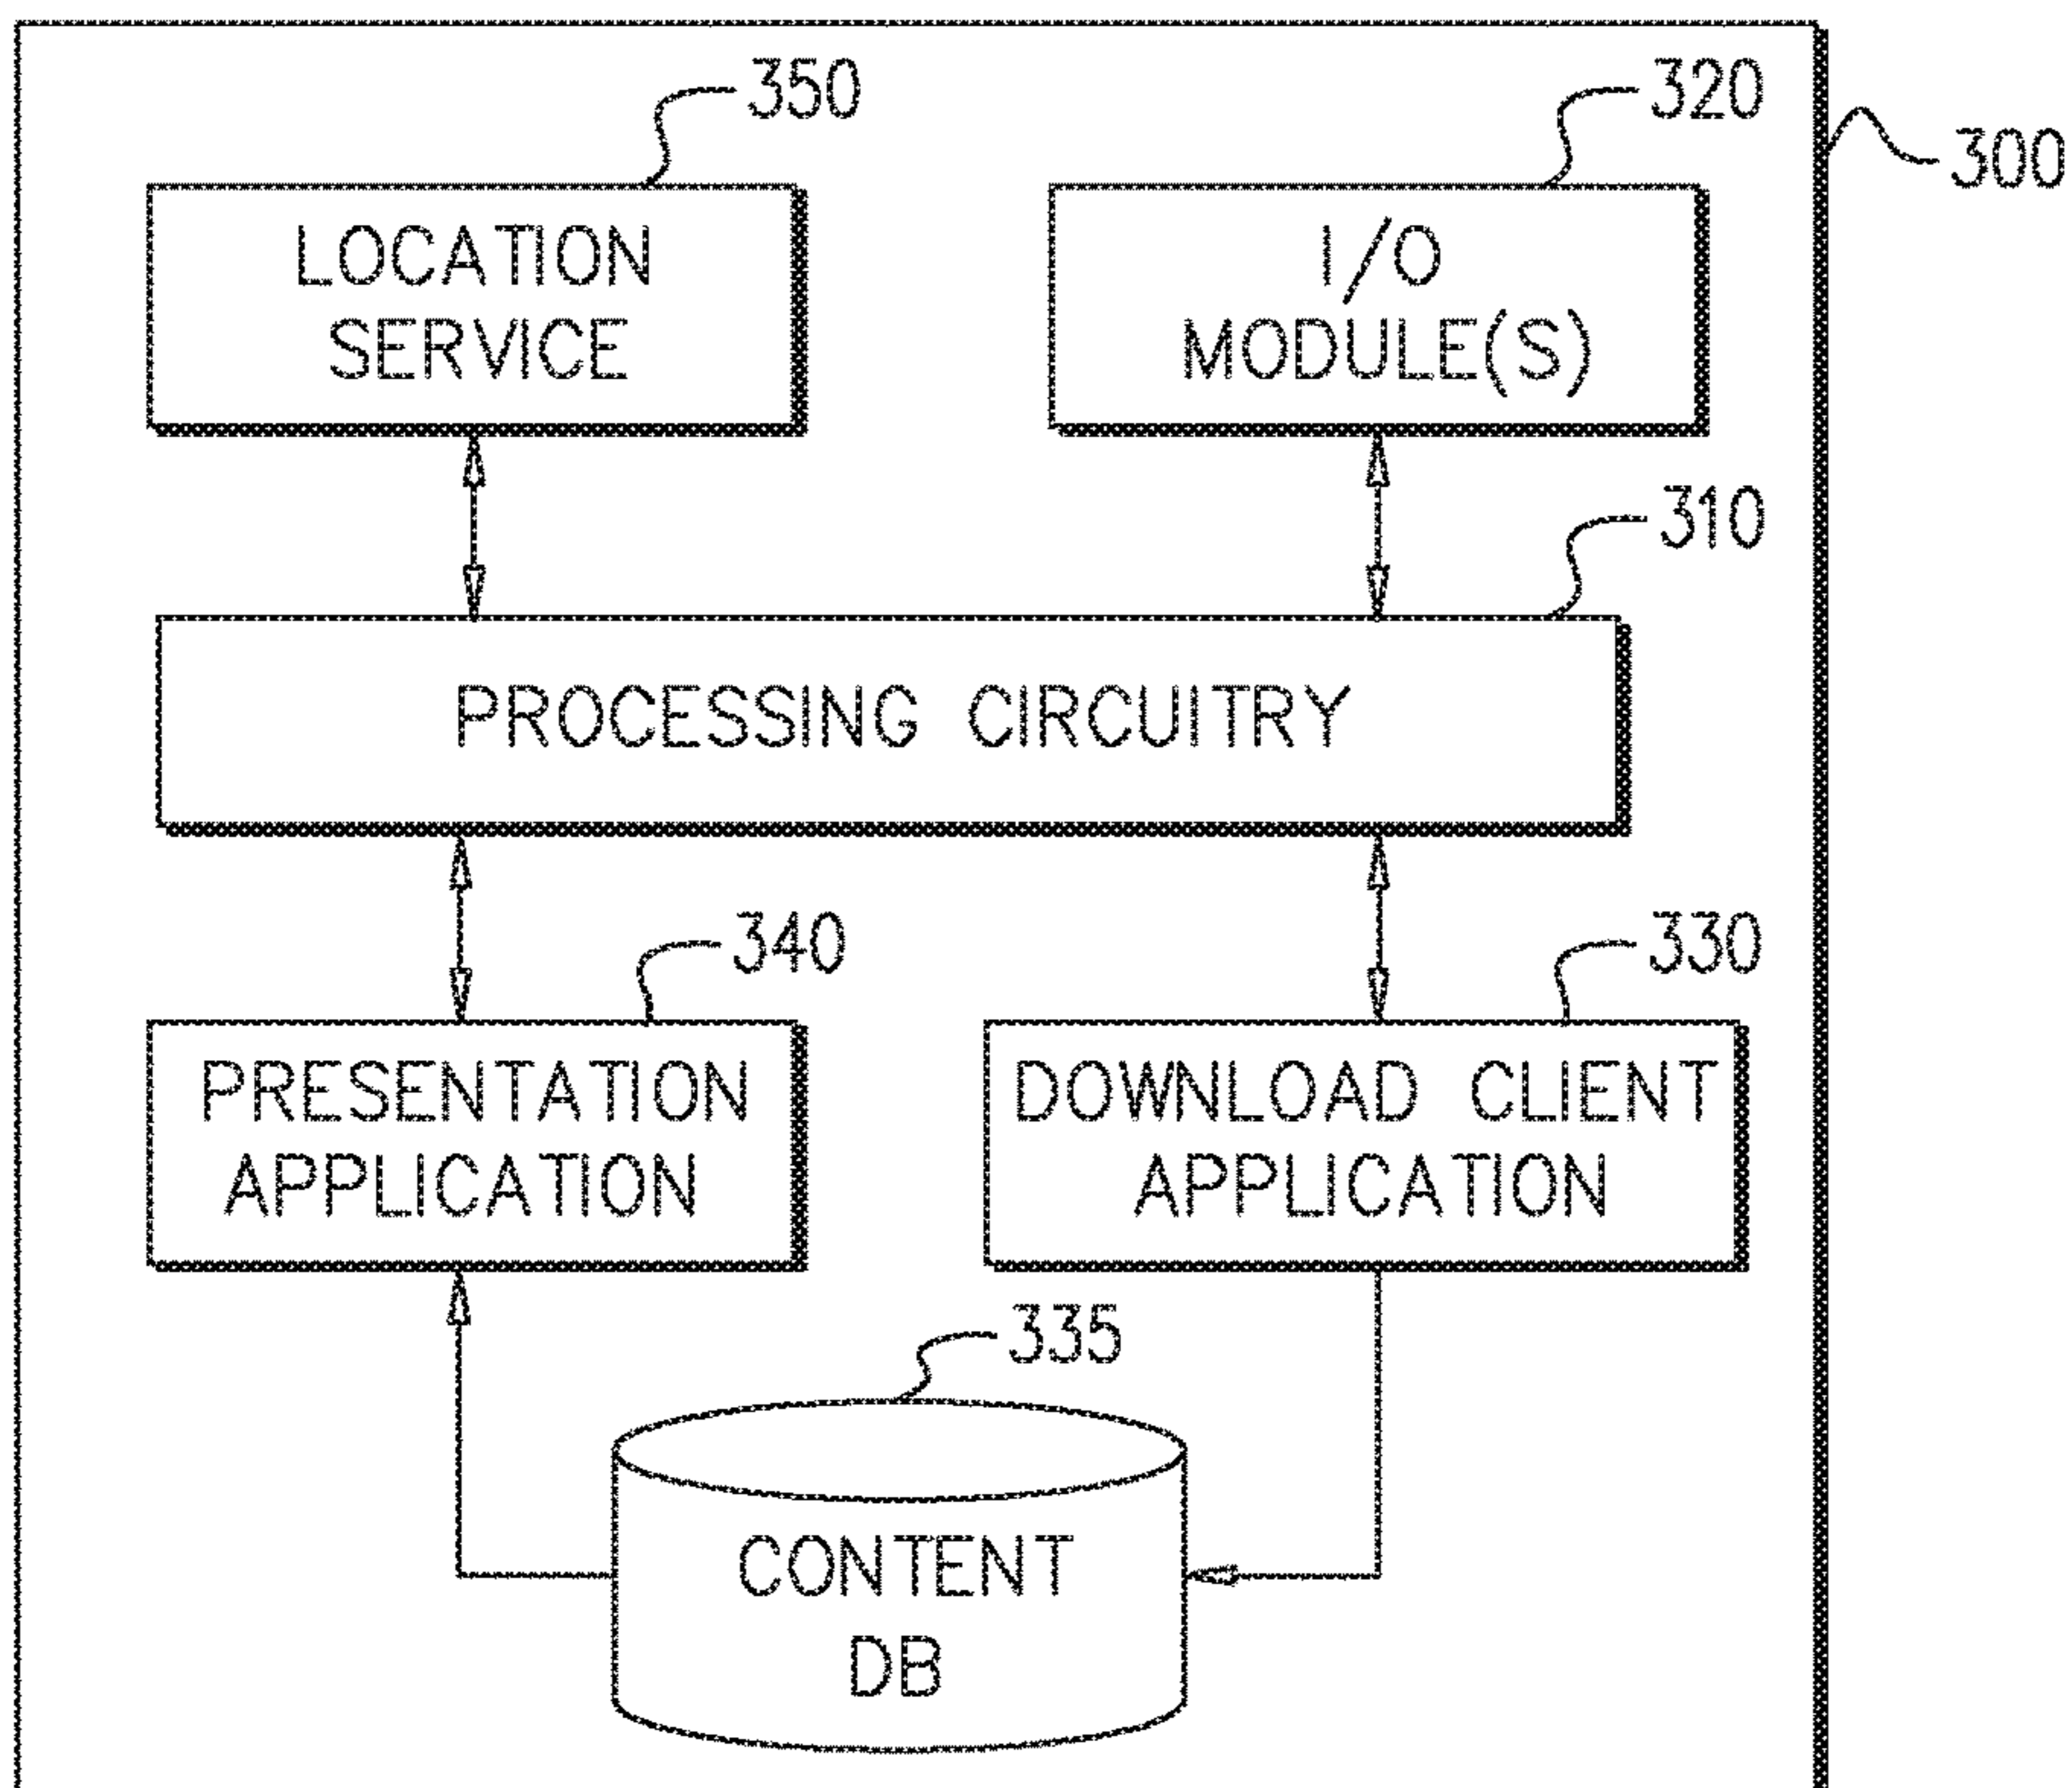 350
320
300
LOCATION
SERVICE
I/O
MODULE(S)
310
PROCESSING CIRCUITRY
340
330
PRESENTATION
APPLICATION
DOWNLOAD CLIENT
APPLICATION
335
CONTENT
DB